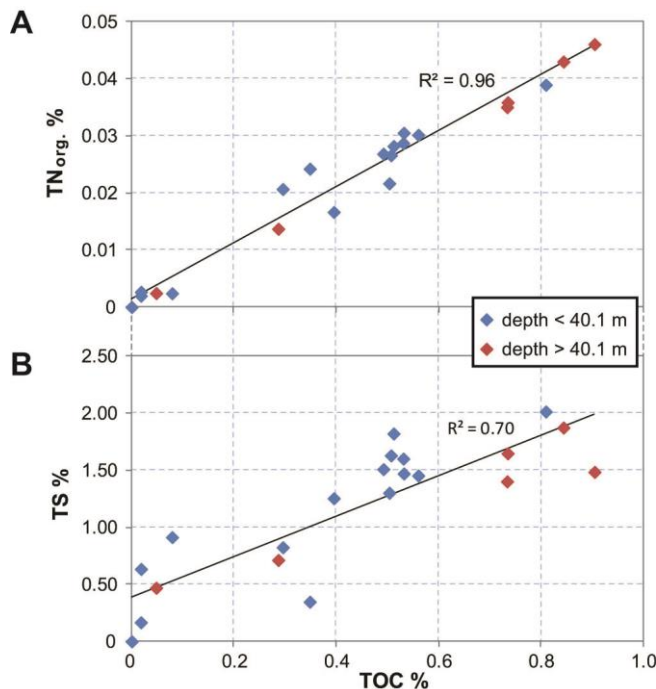 A
0.05
0.04
0.03
0.02
0.01
0
TNorg. %
R² = 0.96
depth < 40.1 m
depth > 40.1 m
B
2.50
2.00
1.50
1.00
0.50
0
TS %
R² = 0.70
0 0.2 0.4 0.6 0.8 1.0
TOC %